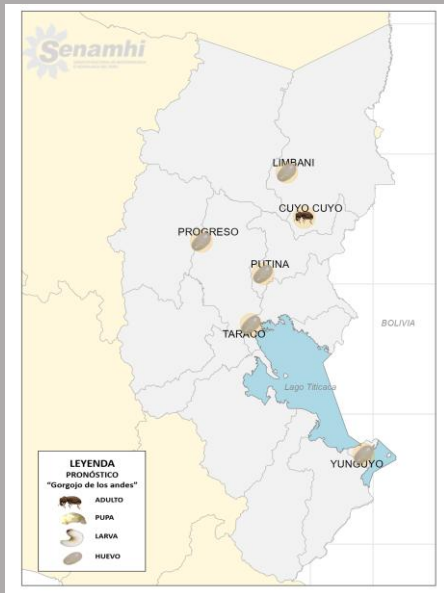 Senamhi
LIMBANI
CUYO CUYO
PROGRESO
PUTINA
TARACO
BOLIVIA
Lago Titicaca
YUNGUYO
LEYENDA
PRONÓSTICO
"Gorgojo de los andes"
ADULTO
PUPA
LARVA
HUEVO